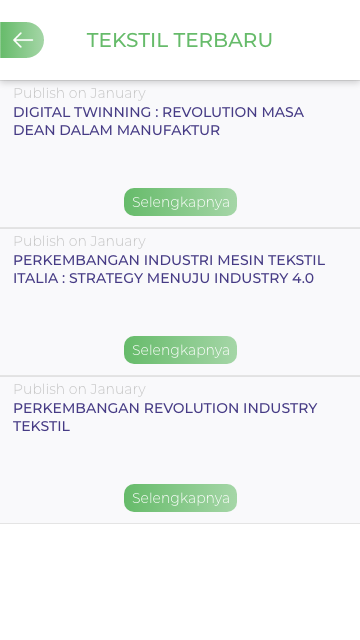 TEKSTIL TERBARU
Publish on January
DIGITAL TWINNING : REVOLUTION MASA
DEAN DALAM MANUFAKTUR
Selengkapnya
Publish on January
PERKEMBANGAN INDUSTRI MESIN TEKSTIL
ITALIA : STRATEGY MENUJU INDUSTRY 4.0
Selengkapnya
Publish on January
PERKEMBANGAN REVOLUTION INDUSTRY
TEKSTIL
Selengkapnya